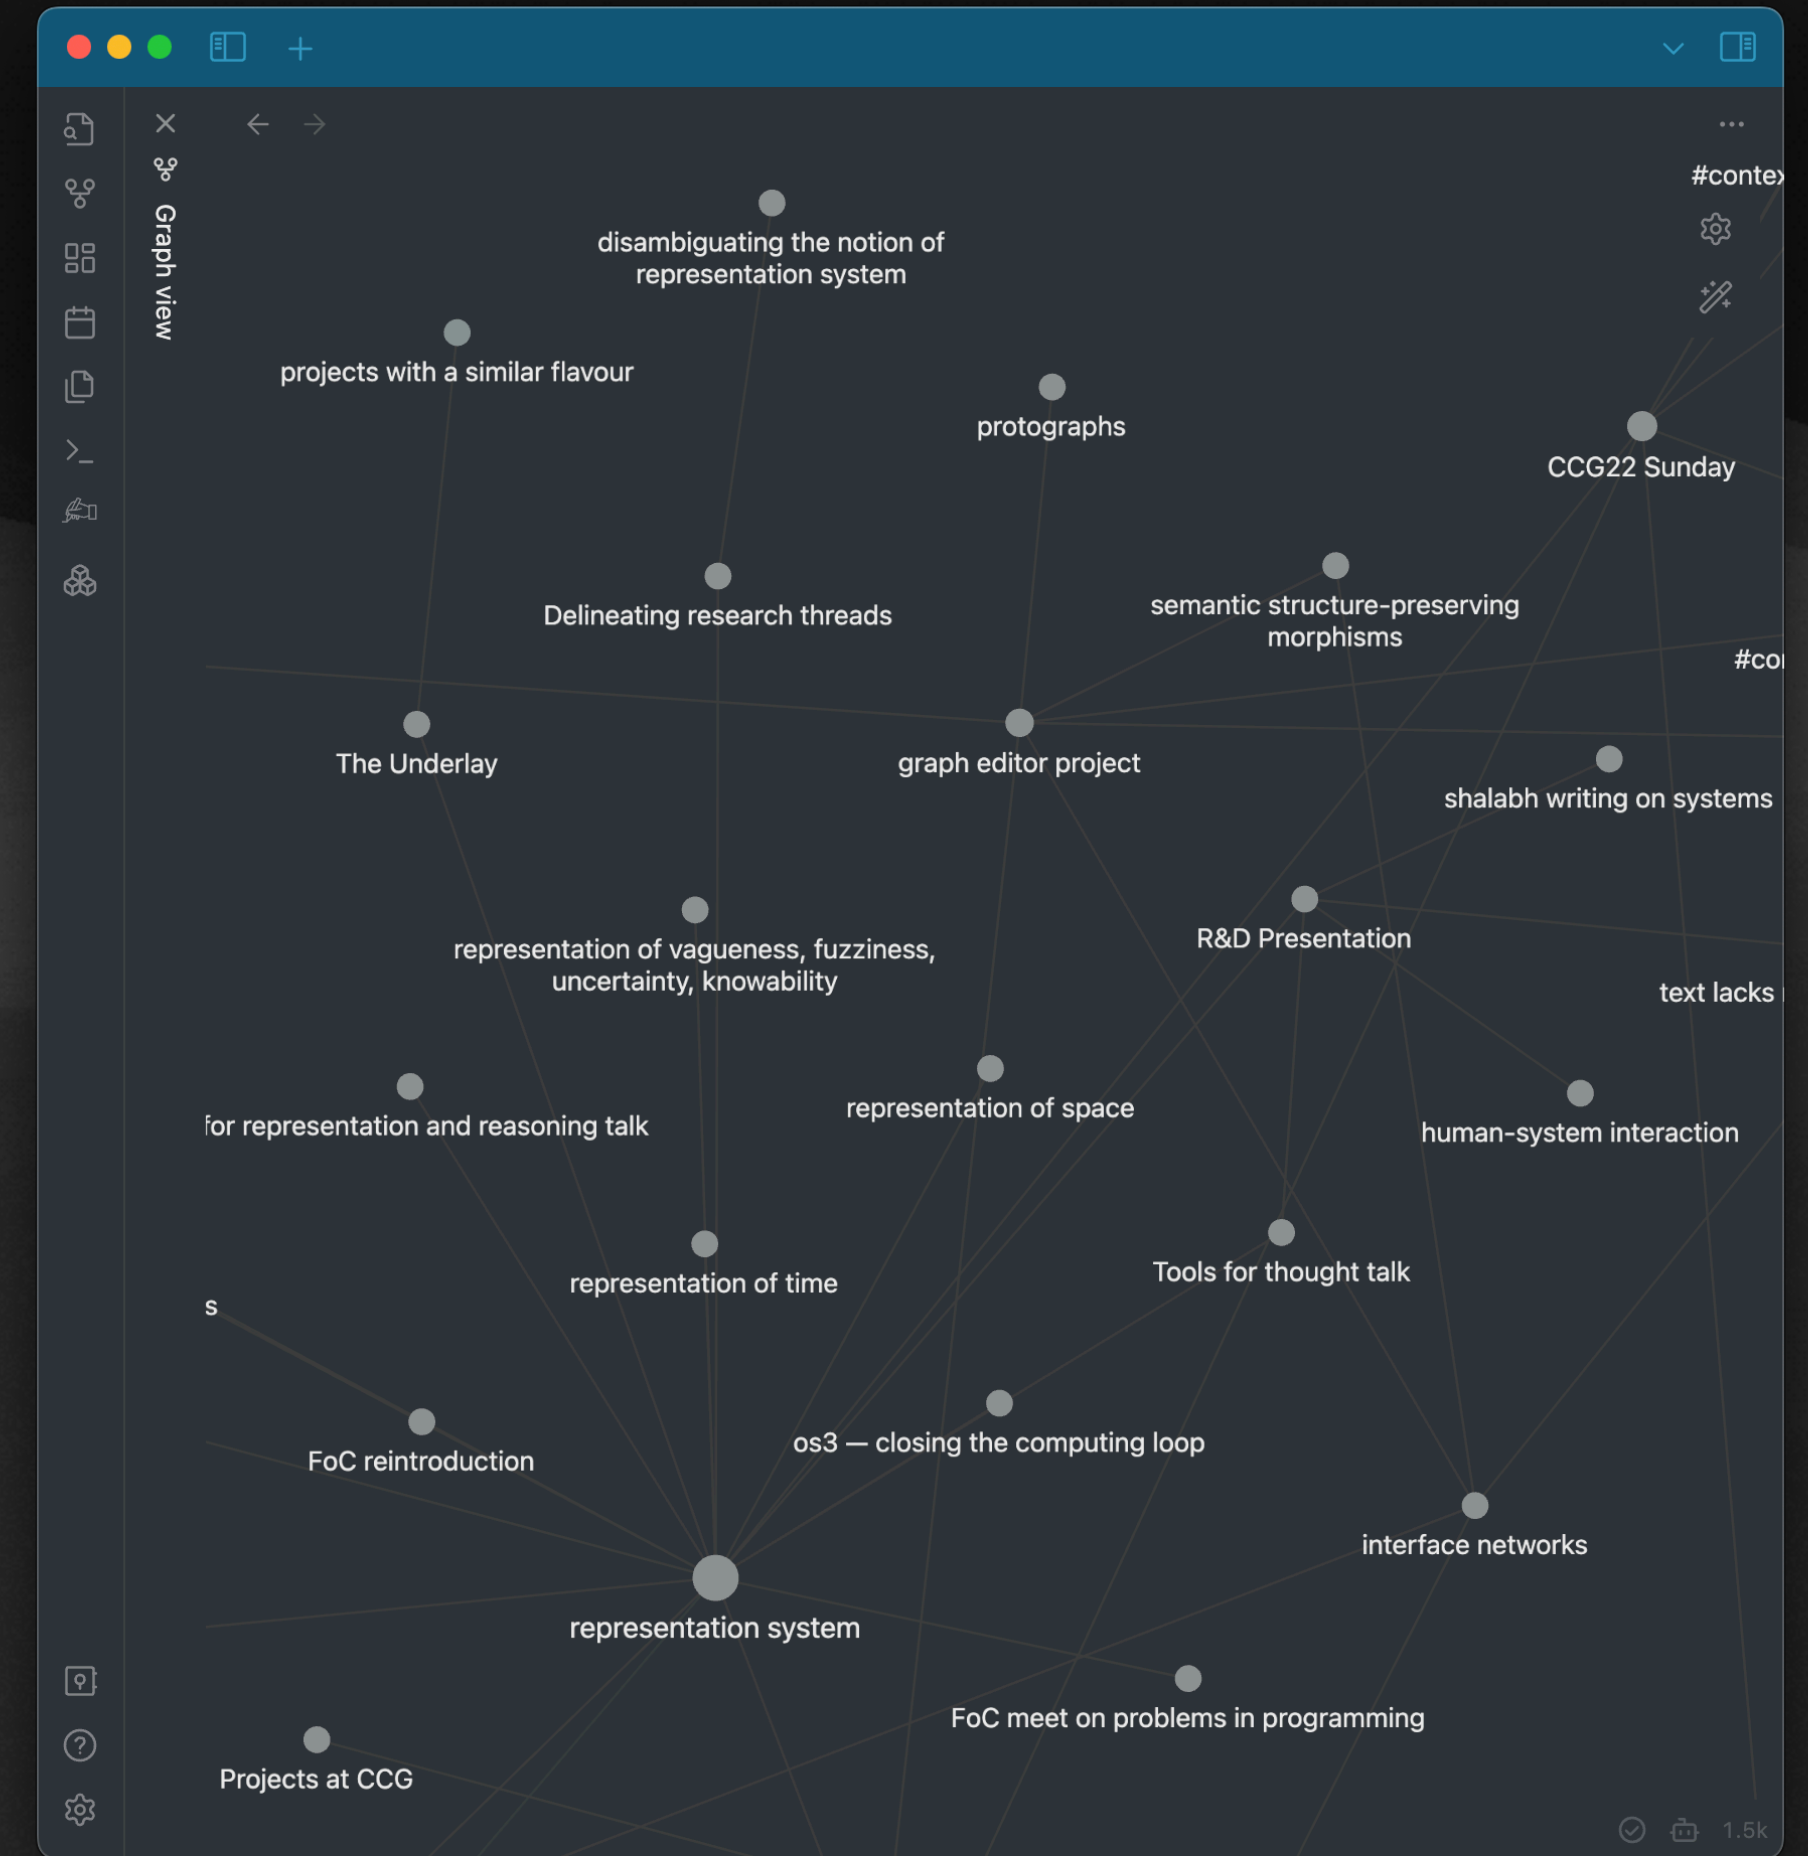 Graph view
#contex
disambiguating the notion of
representation system
projects with a similar flavour
protographs
CCG22 Sunday
semantic structure-preserving
morphisms
Delineating research threads
#con
The Underlay
graph editor project
shalabh writing on systems
representation of vagueness, fuzziness,
uncertainty, knowability
R&D Presentation
text lacks
representation of space
for representation and reasoning talk
human-system interaction
Tools for thought talk
representation of time
s
os3 — closing the computing loop
FoC reintroduction
interface networks
representation system
FoC meet on problems in programming
Projects at CCG
1.5k